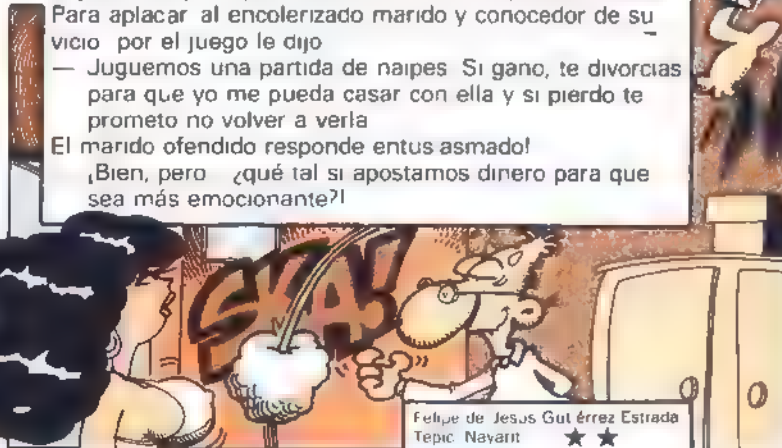 Para aplacar al encolerizado marido y conocedor de su
vicio por el juego le dijo
— Juguemos una partida de naipes Si gano, te divorcias
para que yo me pueda casar con ella y si pierdo te
prometo no volver a verla
El marido ofendido responde entusiasmado!
¡Bien, pero ¿qué tal si apostamos dinero para que
sea más emocionante?!
SKA!
Felipe de Jesus Gutiérrez Estrada
Tepic Nayarit